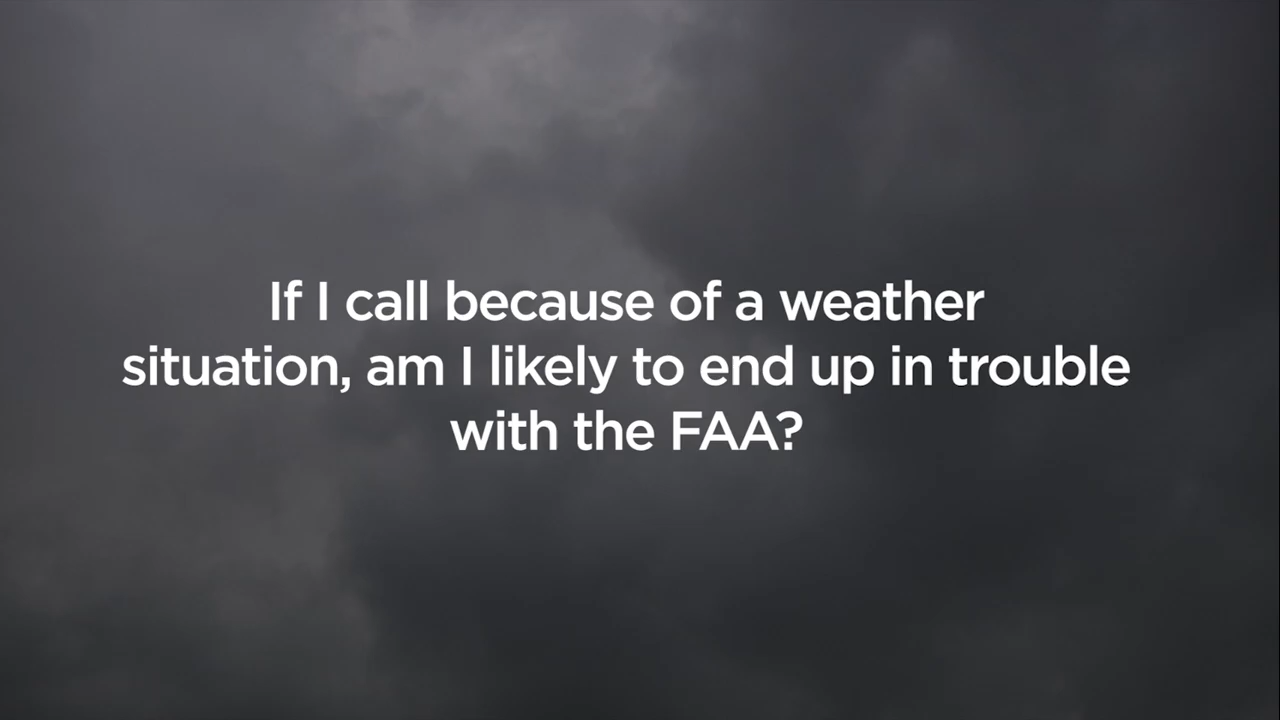 If I call because of a weather
situation, am I likely to end up in trouble
with the FAA?